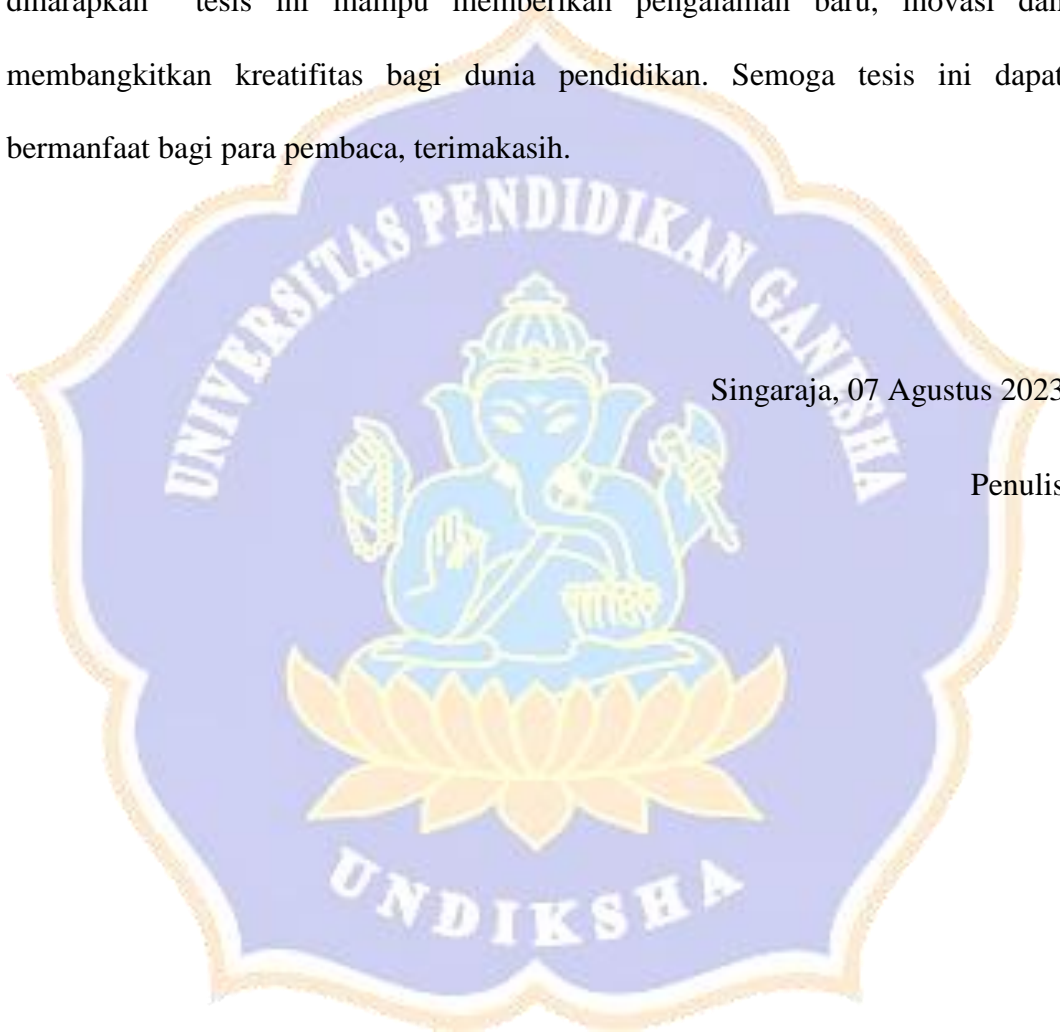 diharapkan tesis ini mampu memberikan pengalaman baru, inovasi dan
membangkitkan kreatifitas bagi dunia pendidikan. Semoga tesis ini dapat
bermanfaat bagi para pembaca, terimakasih.
UNIVERSITAS PENDIDIKAN GANESHA
Singaraja, 07 Agustus 2023
Penulis
UNDIKSHA